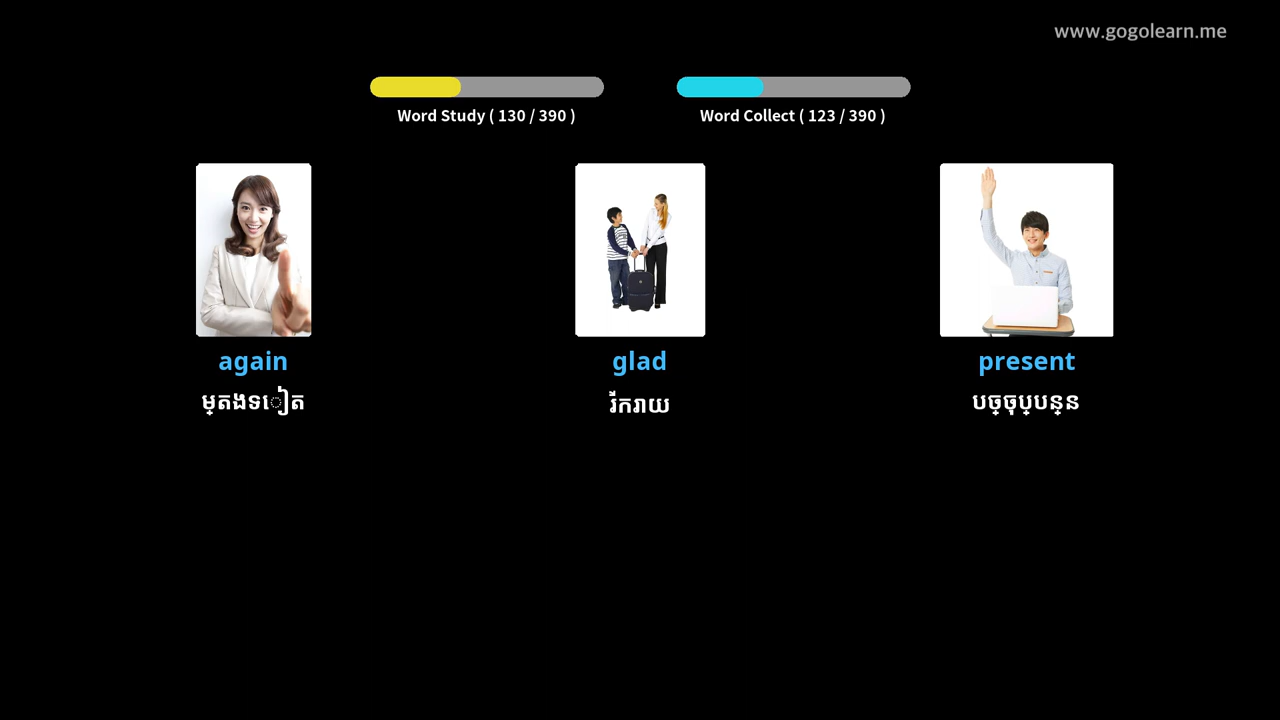 www.gogolearn.me
Word Study ( 130 / 390 )
Word Collect ( 123 / 390 )
again
glad
present
ម្តងទៀត
រីករាយ
បច្ចុប្បន្ន